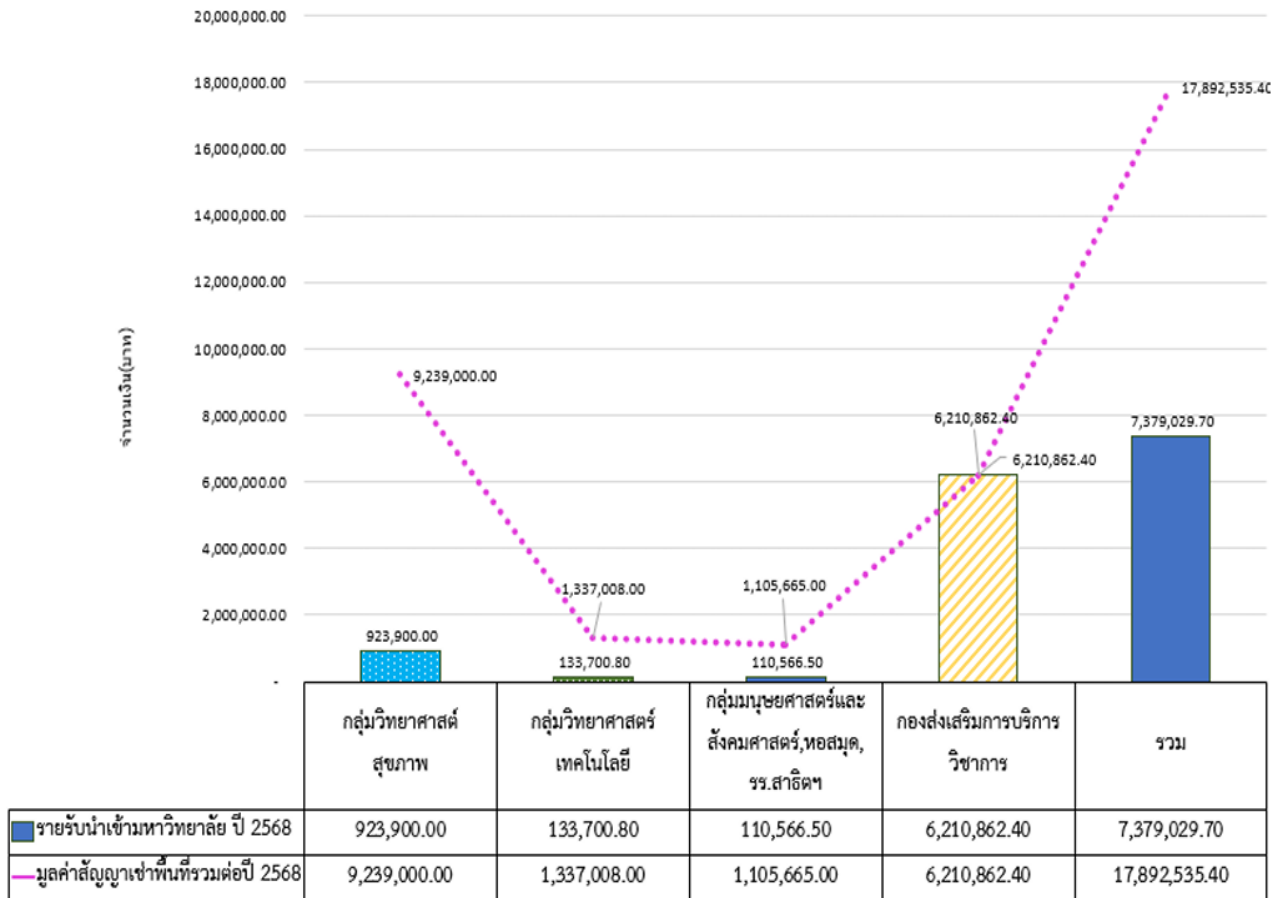 20,000,000.00
18,000,000.00
17,892,535.40
16,000,000.00
14,000,000.00
12,000,000.00
จำนวนเงิน(บาท)
10,000,000.00
9,239,000.00
8,000,000.00
6,210,862.40
7,379,029.70
6,210,862.40
6,000,000.00
4,000,000.00
1,337,008.00
1,105,665.00
2,000,000.00
923,900.00
133,700.80
110,566.50
-
กลุ่มวิทยาศาต์
สุขภาพ
กลุ่มวิทยาศาสตร์
เทคโนโลยี
กลุ่มมนุษยศาสตร์และ
สังคมศาสตร์,หอสมุด,
รร.สาธิตฯ
กองส่งเสริมการบริการ
วิชาการ
รวม
รายรับนำเข้ามหาวิทยาลัย ปี 2568 923,900.00 133,700.80 110,566.50 6,210,862.40 7,379,029.70
มูลค่าสัญญาเช่าพื้นที่รวมต่อปี 2568 9,239,000.00 1,337,008.00 1,105,665.00 6,210,862.40 17,892,535.40